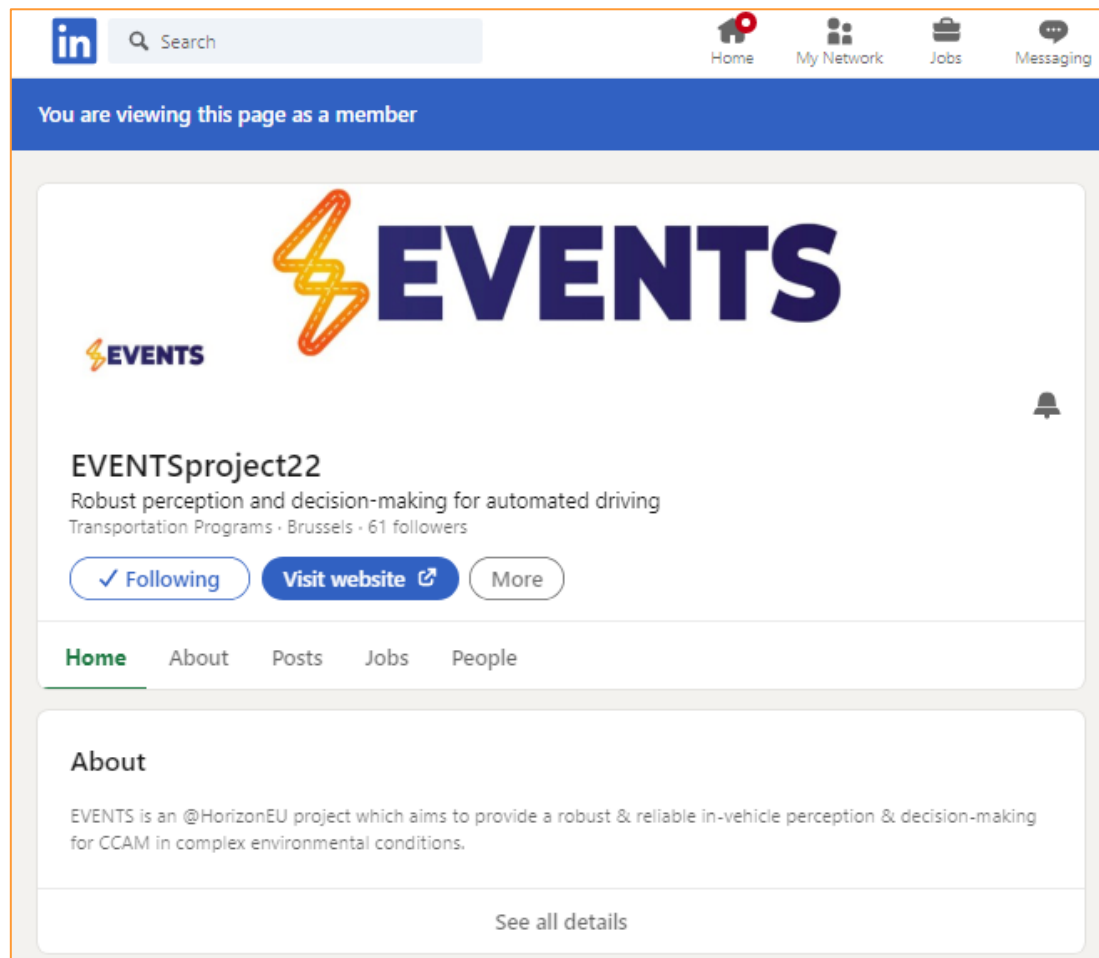 in Search
Home My Network Jobs Messaging
You are viewing this page as a member
EVENTS
EVENTS
EVENTSproject22
Robust perception and decision-making for automated driving
Transportation Programs · Brussels · 61 followers
Following Visit website More
Home About Posts Jobs People
About
EVENTS is an @HorizonEU project which aims to provide a robust & reliable in-vehicle perception & decision-making
for CCAM in complex environmental conditions.
See all details